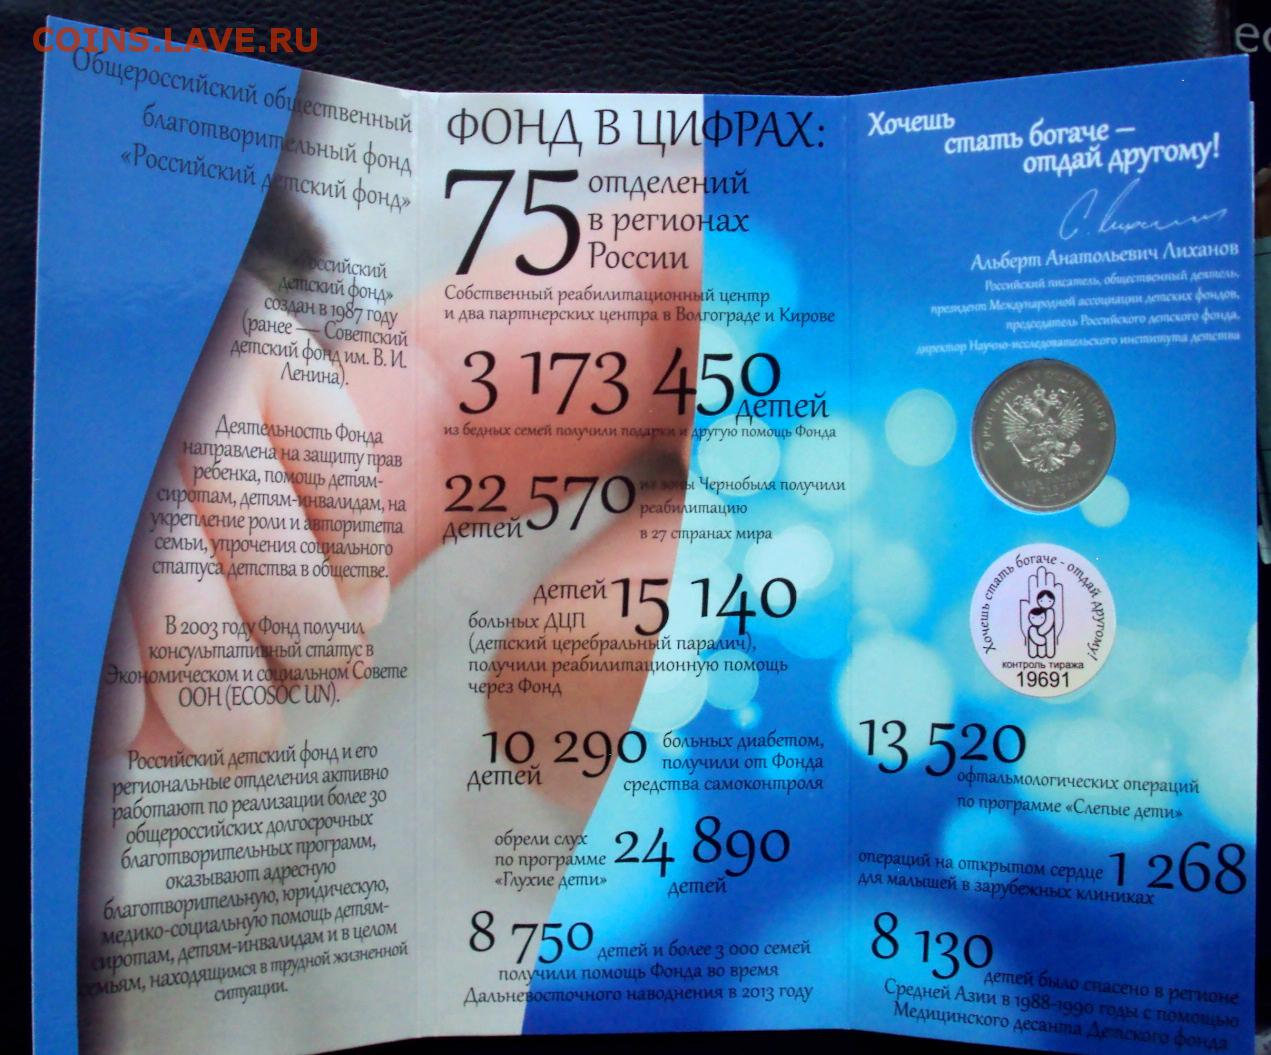 COINS.LAVE.RU
Общероссийский общественный
благотворительный фонд
«Российский детский фонд»
детский фонд»
создан в 1987 году
(ранее — Советский
детский фонд им. В. И.
Ленина).
Деятельность Фонда
направлена на защиту прав
ребенка, помощь детям-
сиротам, детям-инвалидам, на
укрепление роли и авторитета
семьи, упрочения социального
статуса детства в обществе.
В 2003 году Фонд получил
консультативный статус в
Экономическом и социальном Совете
ООН (ECOSOC UN).
Российский детский фонд и его
региональные отделения активно
работают по реализации более 30
общероссийских долгосрочных
благотворительных программ,
оказывают адресную
благотворительную, юридическую,
медико-социальную помощь детям-
сиротам, детям-инвалидам и в целом
семьям, находящимся в трудной жизненной
ситуации.
ФОНД В ЦИФРАХ:
75 отделений
в регионах
России
Собственный реабилитационный центр
и два партнерских центра в Волгограде и Кирове
3 173 450
детей
из бедных семей получили подарки и другую помощь Фонда
22 570
детей
из зоны Чернобыля получили
реабилитацию
в 27 странах мира
детей 15 140
больных ДЦП
(детский церебральный паралич),
получили реабилитационную помощь
через Фонд
10 290
детей
больных диабетом,
получили от Фонда
средства самоконтроля
обрели слух
по программе
«Глухие дети»
24 890
детей
8 750 детей и более 3 000 семей
получили помощь Фонда во время
Дальневосточного наводнения в 2013 году
Хочешь
стать богаче –
отдай другому!
Альберт Анатольевич Лиханов
Российский писатель, общественный деятель,
президент Международной ассоциации детских фондов,
председатель Российского детского фонда,
директор Научно-исследовательского института детства
РОССИЙСКАЯ ФЕДЕРАЦИЯ
Хочешь стать богаче - отдай другому!
контроль тиража
19691
13 520
офтальмологических операций
по программе «Слепые дети»
операций на открытом сердце 1 268
для малышей в зарубежных клиниках
8 130
детей было спасено в регионе
Средней Азии в 1988-1990 годы с помощью
Медицинского десанта Детского фонда